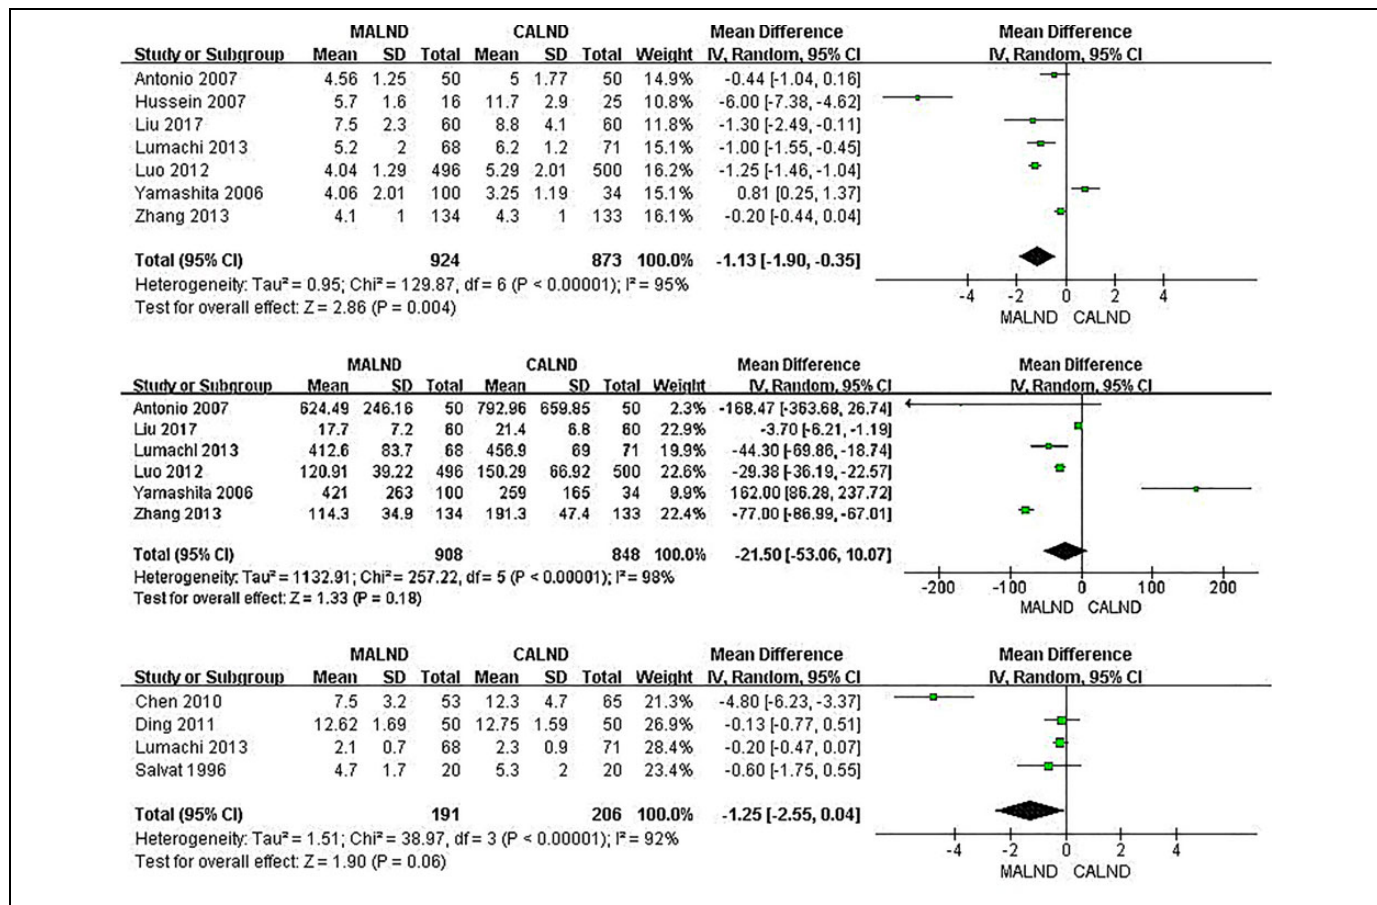 MALND CALND Mean Difference Mean Difference
Study or Subgroup Mean SD Total Mean SD Total Weight IV, Random, 95% CI IV, Random, 95% CI
Antonio 2007 4.56 1.25 50 5 1.77 50 14.9% -0.44 [-1.04, 0.16]
Hussein 2007 5.7 1.6 16 11.7 2.9 25 10.8% -6.00 [-7.38, -4.62]
Liu 2017 7.5 2.3 60 8.8 4.1 60 11.8% -1.30 [-2.49, -0.11]
Lumachi 2013 5.2 2 68 6.2 1.2 71 15.1% -1.00 [-1.55, -0.45]
Luo 2012 4.04 1.29 496 5.29 2.01 500 16.2% -1.25 [-1.46, -1.04]
Yamashita 2006 4.06 2.01 100 3.25 1.19 34 15.1% 0.81 [0.25, 1.37]
Zhang 2013 4.1 1 134 4.3 1 133 16.1% -0.20 [-0.44, 0.04]
Total (95% CI) 924 873 100.0% -1.13 [-1.90, -0.35]
Heterogeneity: Tau² = 0.95; Chi² = 129.87, df = 6 (P < 0.00001); I² = 95%
Test for overall effect: Z = 2.86 (P = 0.004)
-4 -2 0 2 4
MALND CALND
MALND CALND Mean Difference Mean Difference
Study or Subgroup Mean SD Total Mean SD Total Weight IV, Random, 95% CI IV, Random, 95% CI
Antonio 2007 624.49 246.16 50 792.96 659.85 50 2.3% -168.47 [-363.68, 26.74]
Liu 2017 17.7 7.2 60 21.4 6.8 60 22.9% -3.70 [-6.21, -1.19]
Lumachi 2013 412.6 83.7 68 456.9 69 71 19.9% -44.30 [-69.86, -18.74]
Luo 2012 120.91 39.22 496 150.29 66.92 500 22.6% -29.38 [-36.19, -22.57]
Yamashita 2006 421 263 100 259 165 34 9.9% 162.00 [86.28, 237.72]
Zhang 2013 114.3 34.9 134 191.3 47.4 133 22.4% -77.00 [-86.99, -67.01]
Total (95% CI) 908 848 100.0% -21.50 [-53.06, 10.07]
Heterogeneity: Tau² = 1132.91; Chi² = 257.22, df = 5 (P < 0.00001); I² = 98%
Test for overall effect: Z = 1.33 (P = 0.18)
-200 -100 0 100 200
MALND CALND
MALND CALND Mean Difference Mean Difference
Study or Subgroup Mean SD Total Mean SD Total Weight IV, Random, 95% CI IV, Random, 95% CI
Chen 2010 7.5 3.2 53 12.3 4.7 65 21.3% -4.80 [-6.23, -3.37]
Ding 2011 12.62 1.69 50 12.75 1.59 50 26.9% -0.13 [-0.77, 0.51]
Lumachi 2013 2.1 0.7 68 2.3 0.9 71 28.4% -0.20 [-0.47, 0.07]
Salvat 1996 4.7 1.7 20 5.3 2 20 23.4% -0.60 [-1.75, 0.55]
Total (95% CI) 191 206 100.0% -1.25 [-2.55, 0.04]
Heterogeneity: Tau² = 1.51; Chi² = 38.97, df = 3 (P < 0.00001); I² = 92%
Test for overall effect: Z = 1.90 (P = 0.06)
-4 -2 0 2 4
MALND CALND